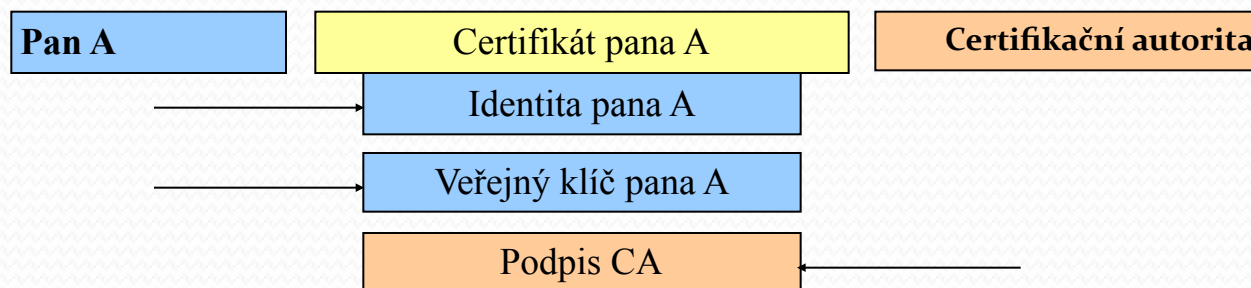 Pan A
Certifikát pana A
Certifikační autorita
Identita pana A
Veřejný klíč pana A
Podpis CA